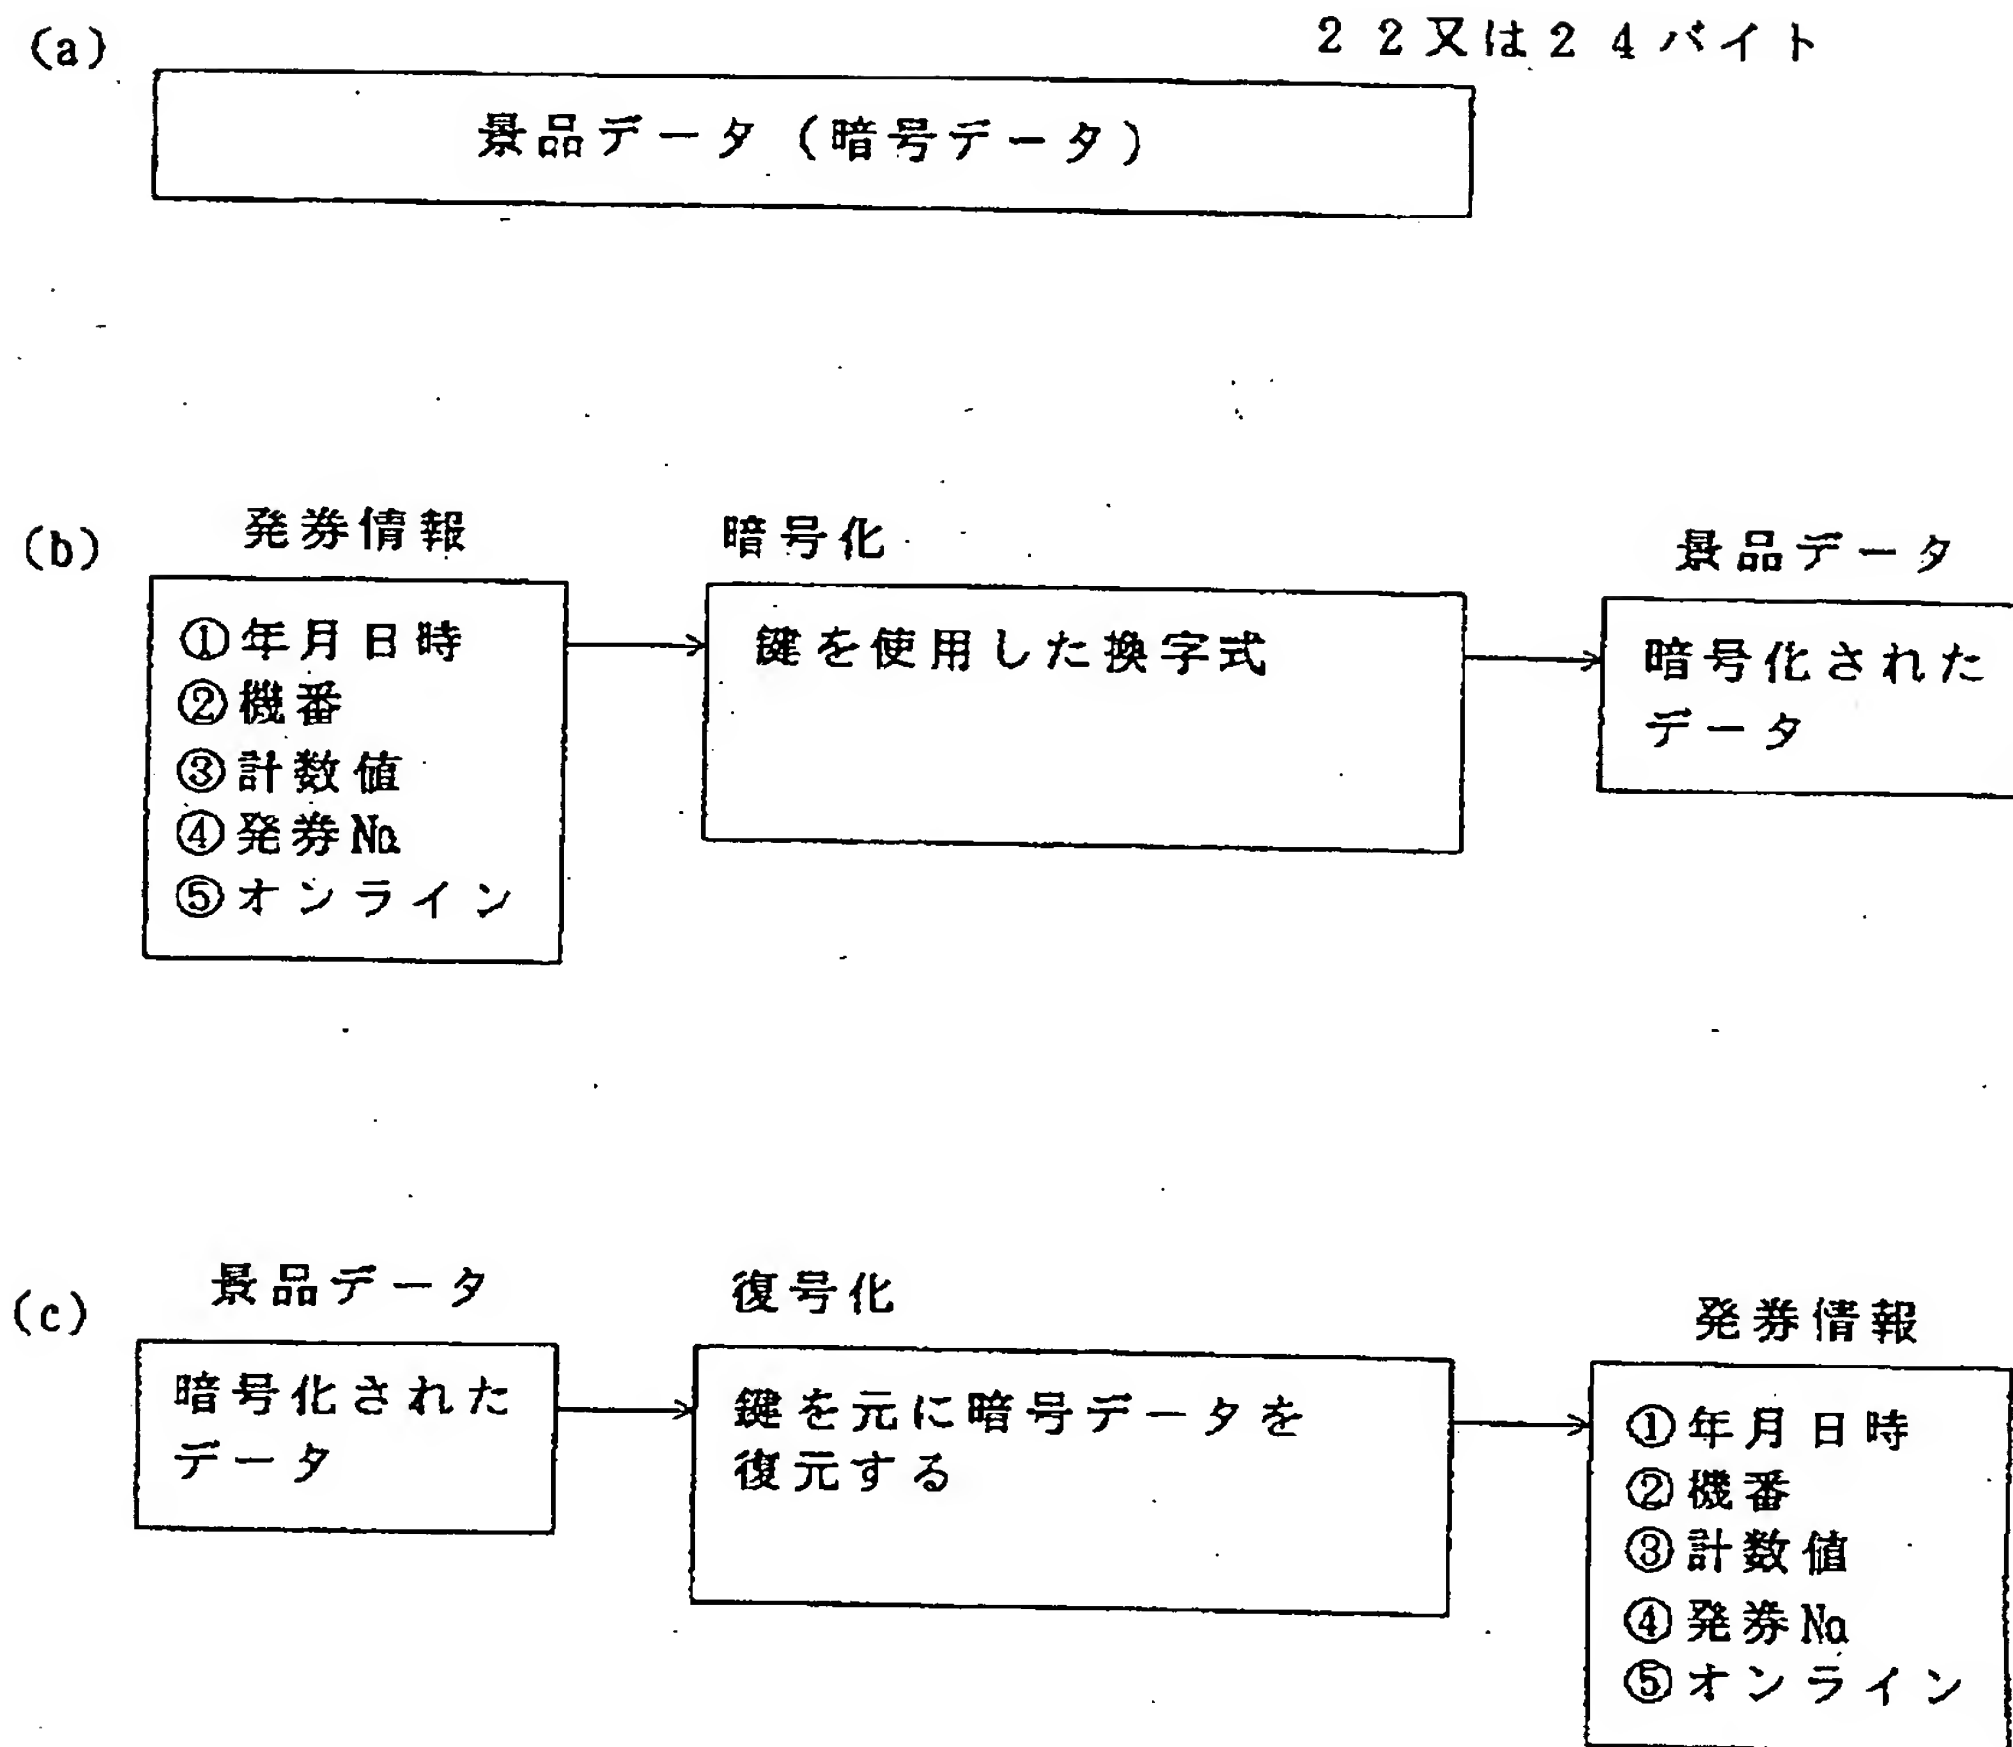 (a)
２２又は２４バイト
景品データ（暗号データ）
(b)
発券情報
①年月日時
②機番
③計数値
④発券№
⑤オンライン
暗号化
鍵を使用した換字式
景品データ
暗号化された
データ
(c)
景品データ
暗号化された
データ
復号化
鍵を元に暗号データを
復元する
発券情報
①年月日時
②機番
③計数値
④発券№
⑤オンライン